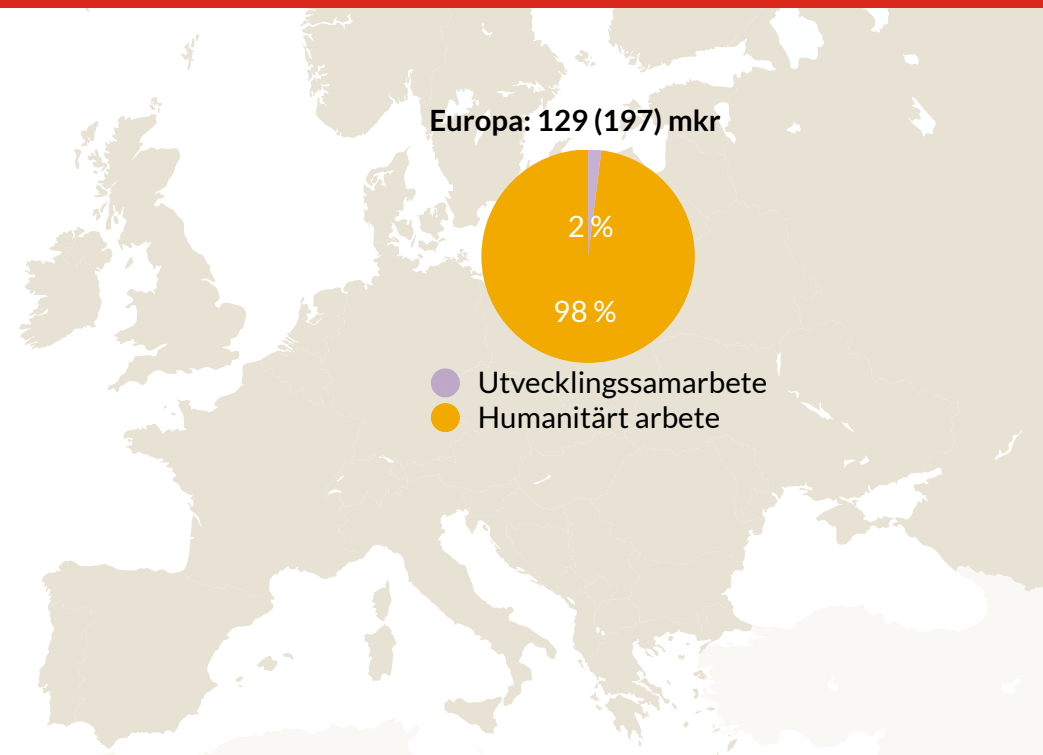 Europa: 129 (197) mkr
2 %
98 %
Utvecklingssamarbete
Humanitärt arbete